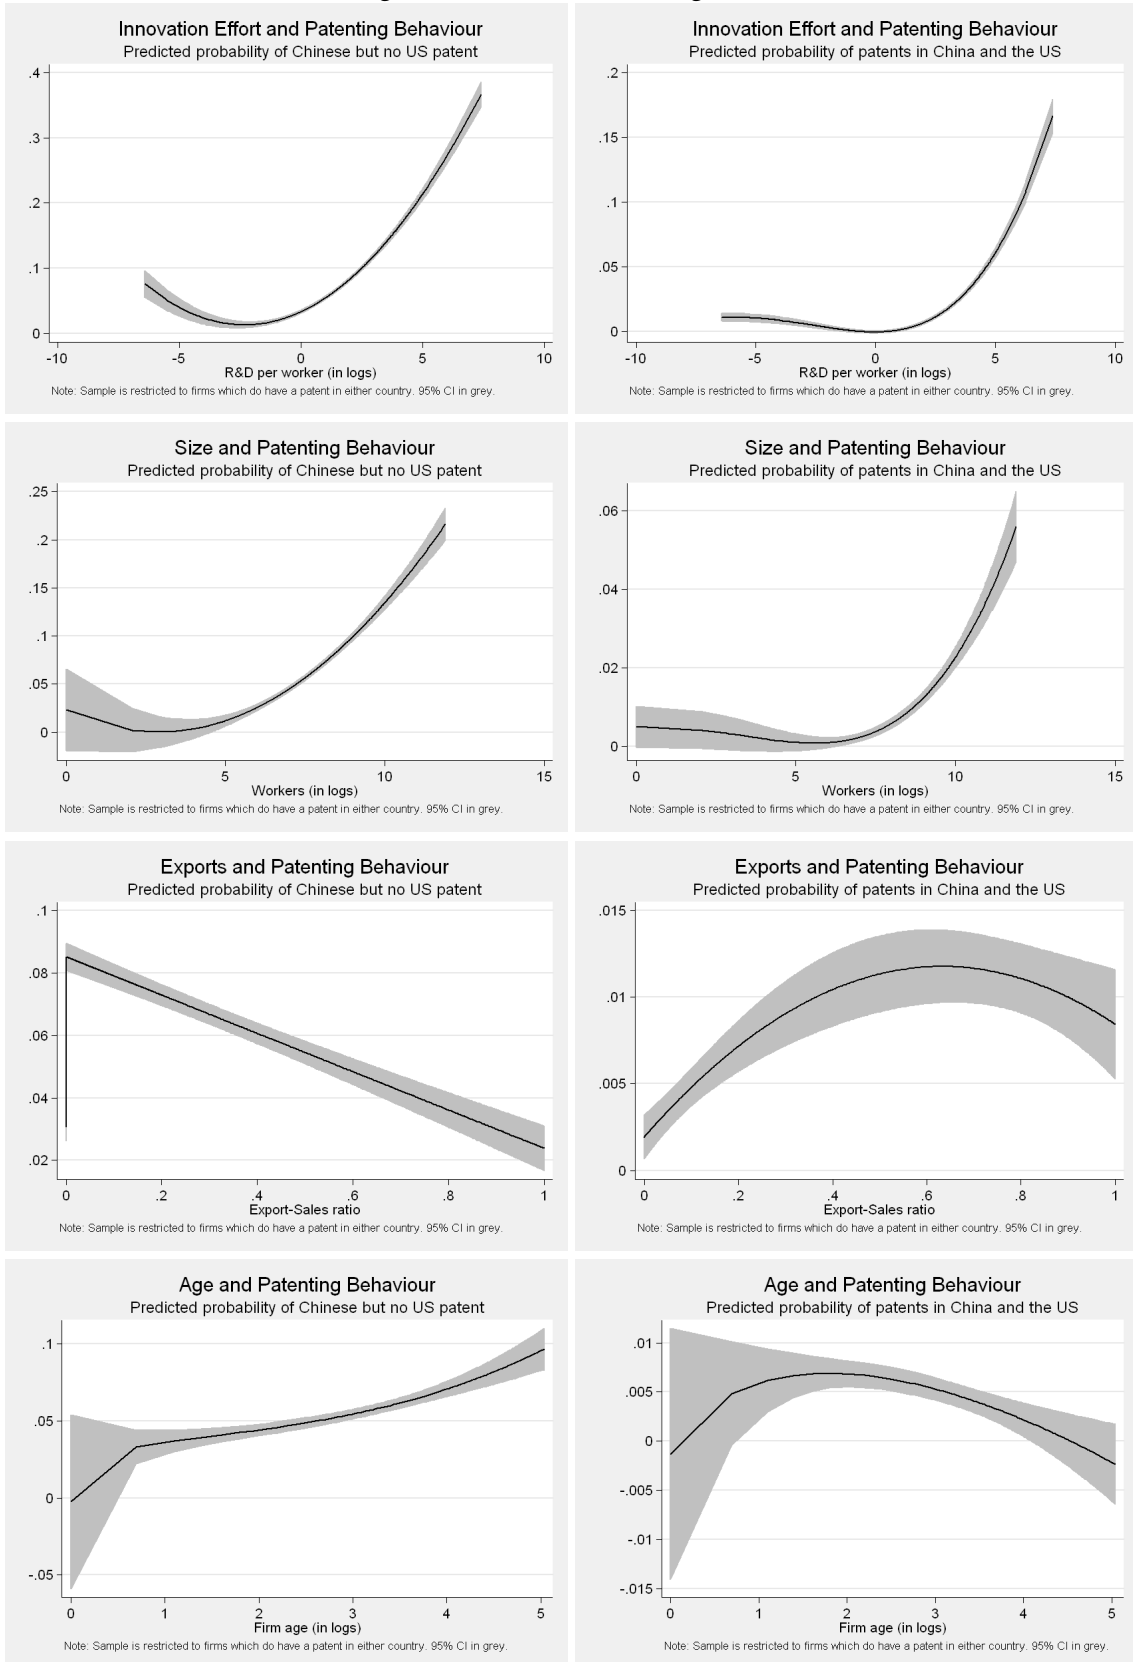 Innovation Effort and Patenting Behaviour
Predicted probability of Chinese but no US patent
.4
.3
.2
.1
0
-10 -5 0 5 10
R&D per worker (in logs)
Note: Sample is restricted to firms which do have a patent in either country. 95% CI in grey.
Innovation Effort and Patenting Behaviour
Predicted probability of patents in China and the US
.2
.15
.1
.05
0
-10 -5 0 5 10
R&D per worker (in logs)
Note: Sample is restricted to firms which do have a patent in either country. 95% CI in grey.
Size and Patenting Behaviour
Predicted probability of Chinese but no US patent
.25
.2
.15
.1
.05
0
0 5 10 15
Workers (in logs)
Note: Sample is restricted to firms which do have a patent in either country. 95% CI in grey.
Size and Patenting Behaviour
Predicted probability of patents in China and the US
.06
.04
.02
0
0 5 10 15
Workers (in logs)
Note: Sample is restricted to firms which do have a patent in either country. 95% CI in grey.
Exports and Patenting Behaviour
Predicted probability of Chinese but no US patent
.1
.08
.06
.04
.02
0 .2 .4 .6 .8 1
Export-Sales ratio
Note: Sample is restricted to firms which do have a patent in either country. 95% CI in grey.
Exports and Patenting Behaviour
Predicted probability of patents in China and the US
.015
.01
.005
0
0 .2 .4 .6 .8 1
Export-Sales ratio
Note: Sample is restricted to firms which do have a patent in either country. 95% CI in grey.
Age and Patenting Behaviour
Predicted probability of Chinese but no US patent
.1
.05
0
-.05
0 1 2 3 4 5
Firm age (in logs)
Note: Sample is restricted to firms which do have a patent in either country. 95% CI in grey.
Age and Patenting Behaviour
Predicted probability of patents in China and the US
.01
.005
0
-.005
-.01
-.015
0 1 2 3 4 5
Firm age (in logs)
Note: Sample is restricted to firms which do have a patent in either country. 95% CI in grey.